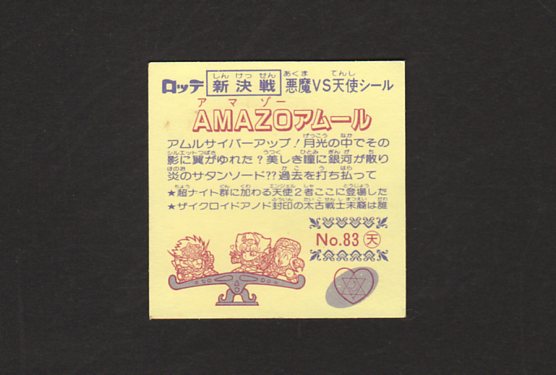 ロッテ 新決戦 悪魔VS天使シール
AMAZOアムール
アムルサイバーアップ!月光の中でその
影に翼がゆれた?美しき瞳に銀河が散り
炎のサタンソード??過去を打ち払って
★超ナイト群に加わる天使2者ここに登場した
★ザイクロイドアノド封印の太古戦士末裔は誰
No.83 天